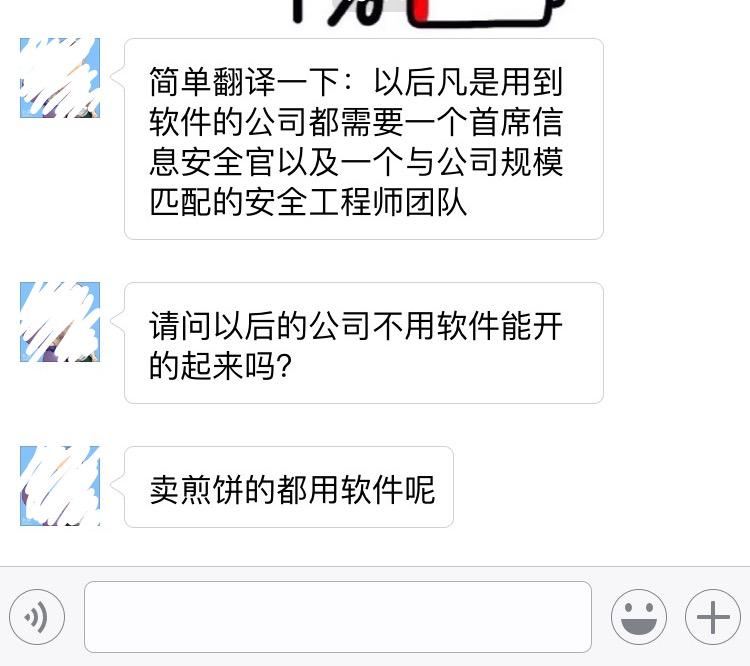 简单翻译一下：以后凡是用到
软件的公司都需要一个首席信
息安全官以及一个与公司规模
匹配的安全工程师团队
请问以后的公司不用软件能开
的起来吗？
卖煎饼的都用软件呢